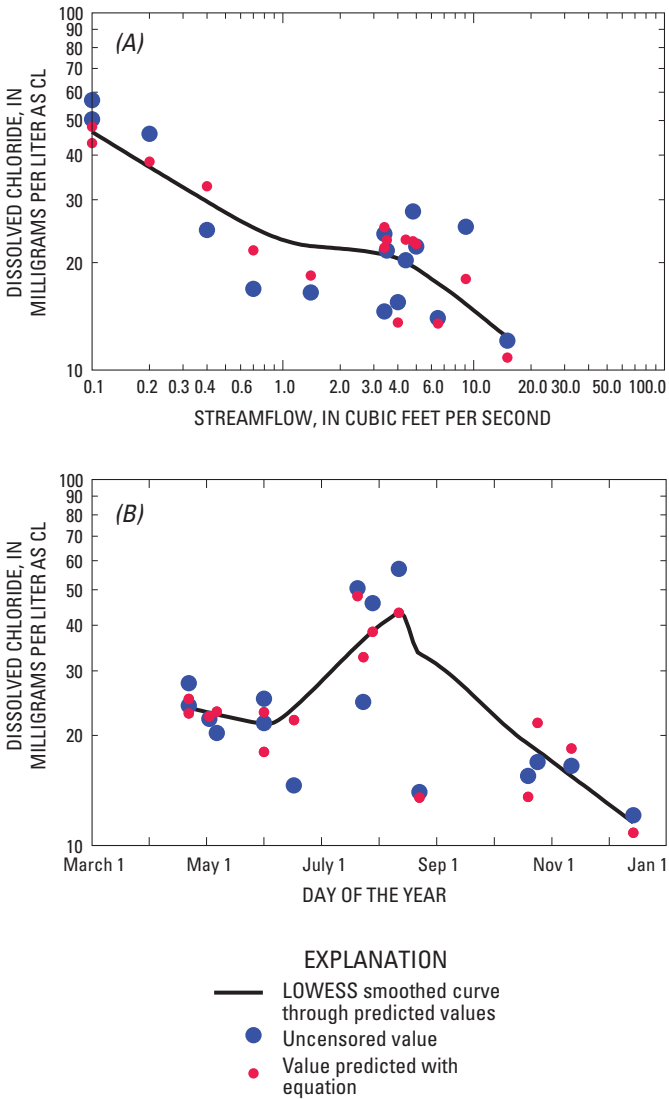 (A)
DISSOLVED CHLORIDE, IN
MILLIGRAMS PER LITER AS CL
100
90
80
70
60
50
40
30
20
10
0.1 0.2 0.3 0.4 0.6 1.0 2.0 3.0 4.0 6.0 10.0 20.0 30.0 60.0 100.0
STREAMFLOW, IN CUBIC FEET PER SECOND
(B)
DISSOLVED CHLORIDE, IN
MILLIGRAMS PER LITER AS CL
100
90
80
70
60
50
40
30
20
10
March 1 May 1 July 1 Sep 1 Nov 1 Jan 1
DAY OF THE YEAR
EXPLANATION
LOWESS smoothed curve
through predicted values
Uncensored value
Value predicted with
equation